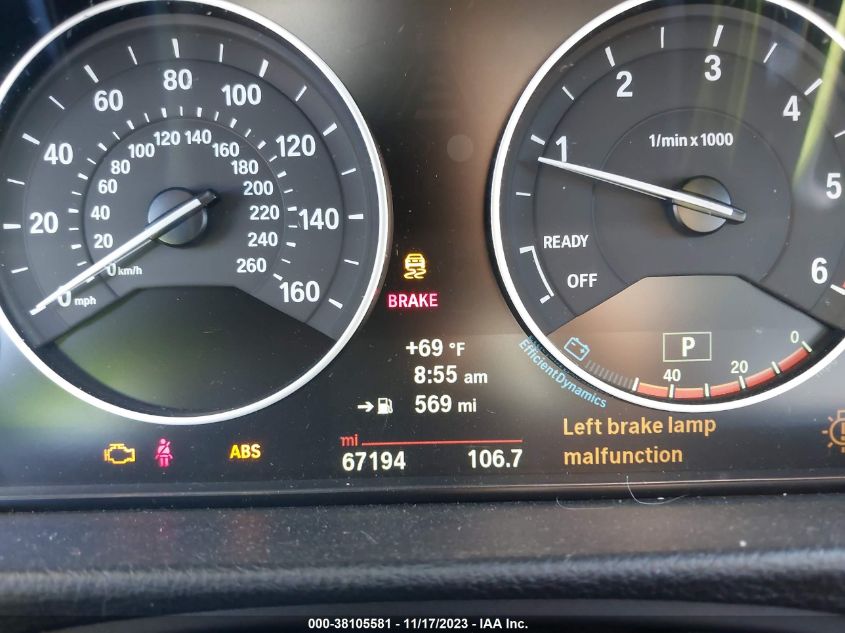 20
40
60
80
100
120
140
160
0 mph
0 km/h
20
40
60
80
100
120
140
160
180
200
220
240
260
BRAKE
+69 °F
8:55 am
569 mi
ABS
mi
67194 106.7
1
2
3
4
5
6
1/min x 1000
READY
OFF
P
40
20
0
EfficientDynamics
Left brake lamp
malfunction
000-38105581 - 11/17/2023 - IAA Inc.